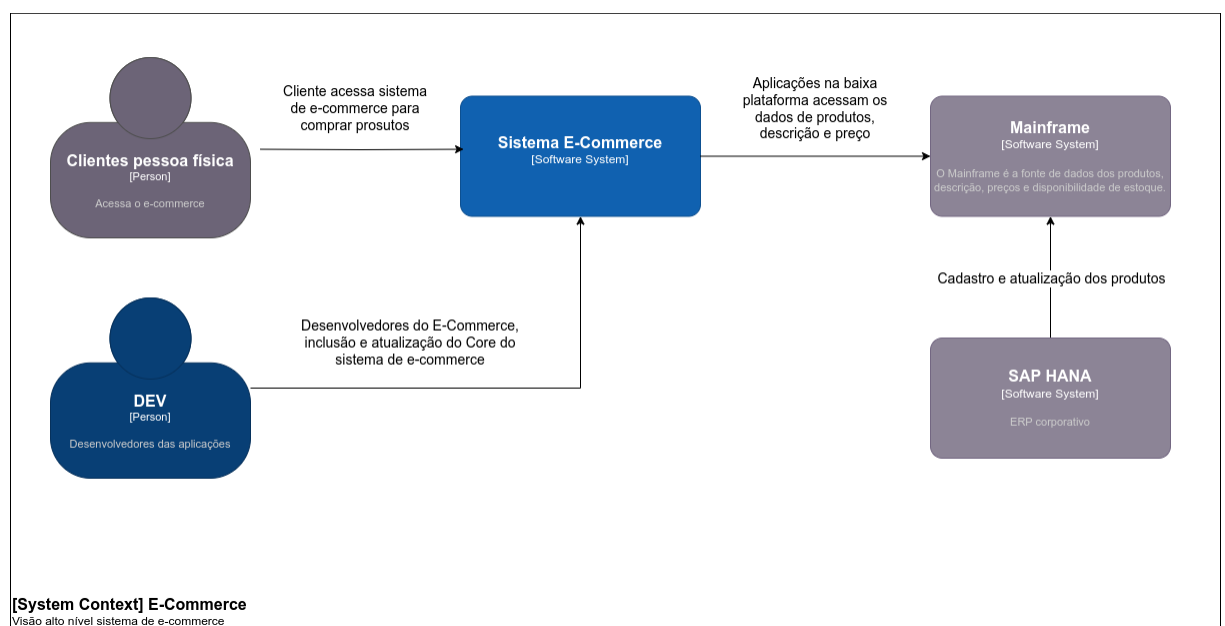 Clientes pessoa física
[Person]
Acessa o e-commerce
Cliente acessa sistema
de e-commerce para
comprar prosutos
Sistema E-Commerce
[Software System]
Aplicações na baixa
plataforma acessam os
dados de produtos,
descrição e preço
Mainframe
[Software System]
O Mainframe é a fonte de dados dos produtos,
descrição, preços e disponibilidade de estoque.
Cadastro e atualização dos produtos
DEV
[Person]
Desenvolvedores das aplicações
Desenvolvedores do E-Commerce,
inclusão e atualização do Core do
sistema de e-commerce
SAP HANA
[Software System]
ERP corporativo
[System Context] E-Commerce
Visão alto nível sistema de e-commerce